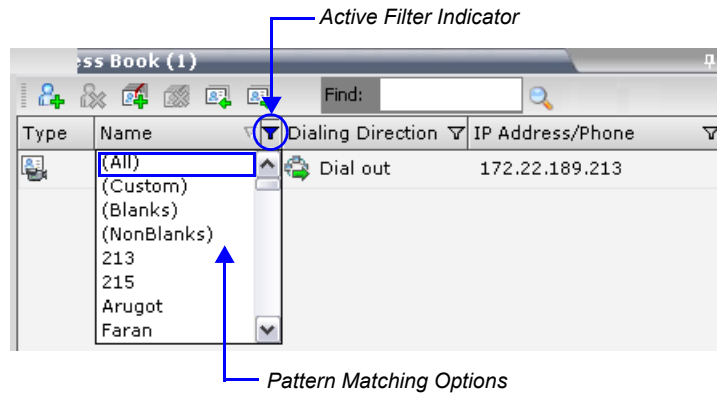 Active Filter Indicator
ess Book (1)
Find:
Type Name Dialing Direction IP Address/Phone
(All)
Dial out 172.22.189.213
(Custom)
(Blanks)
(NonBlanks)
213
215
Arugot
Faran
Pattern Matching Options